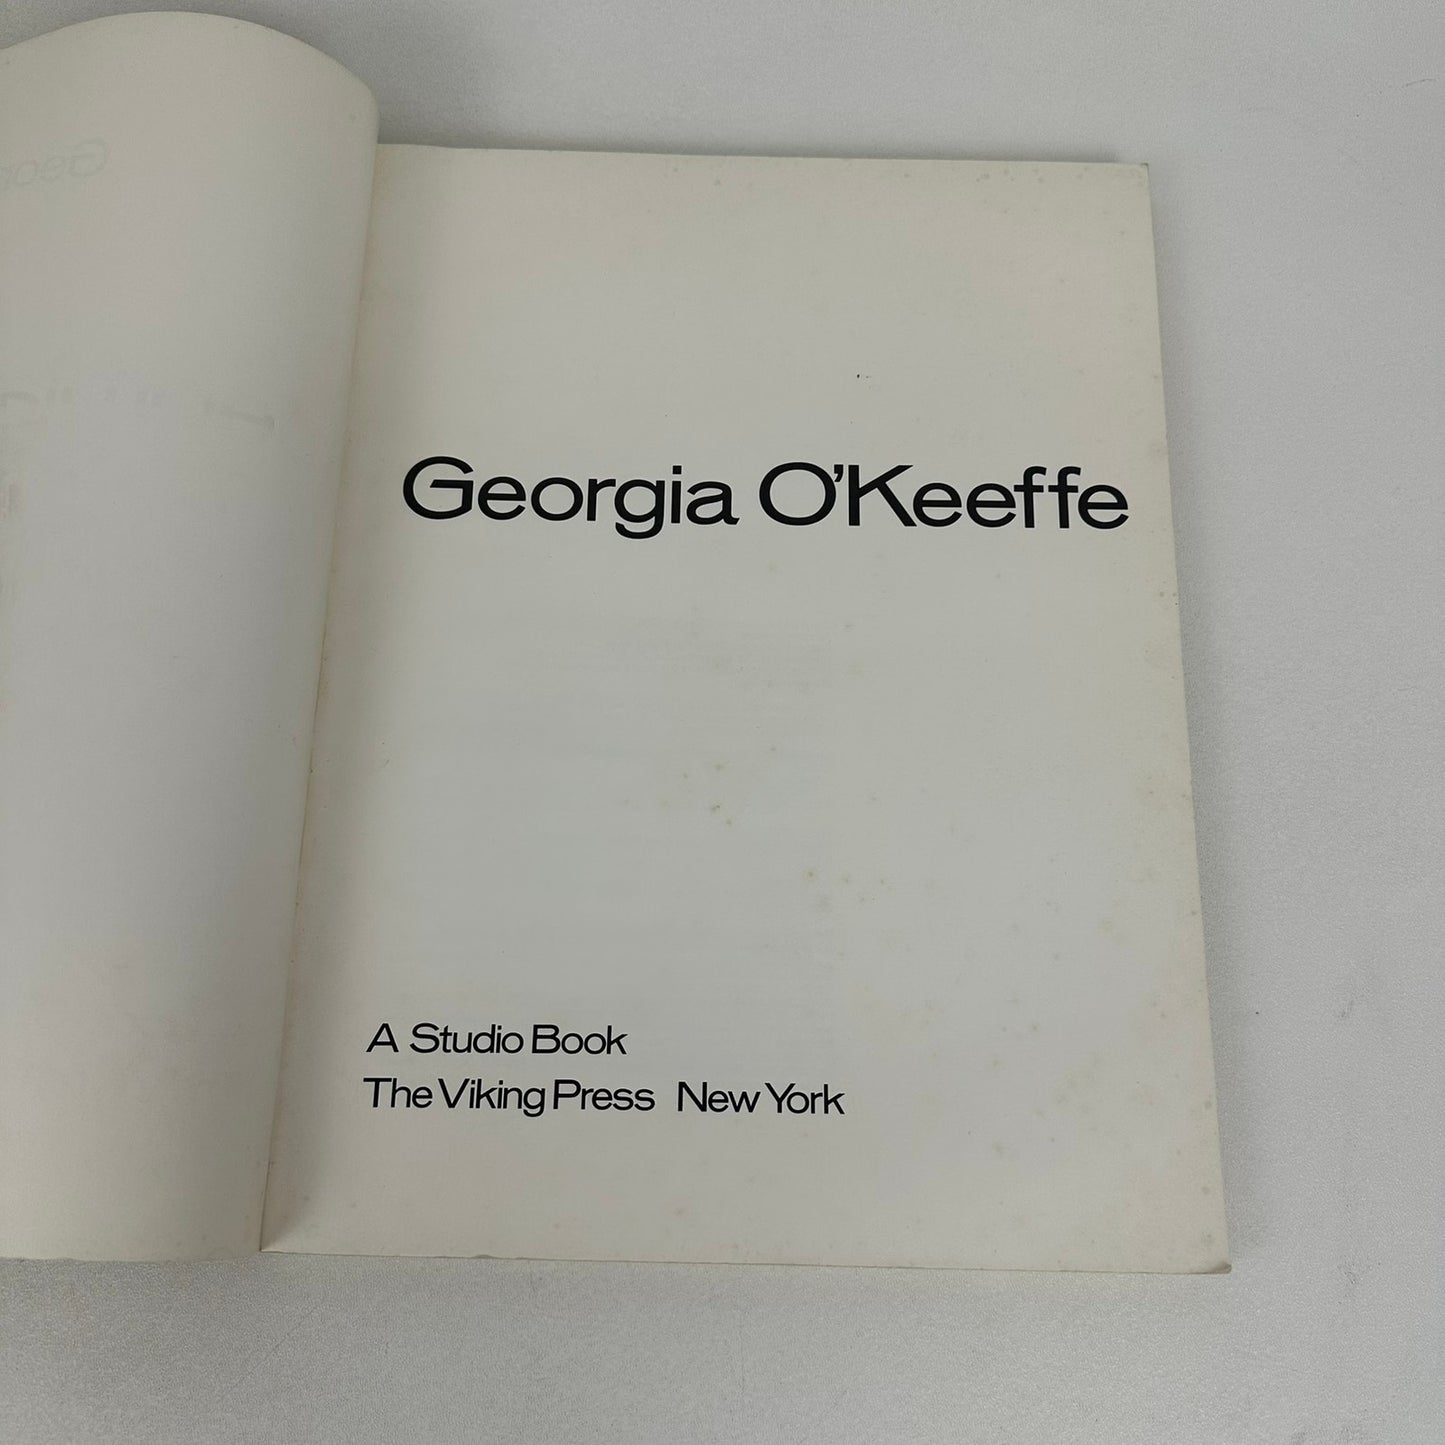 Georgia O'Keeffe
A Studio Book
The Viking Press New York